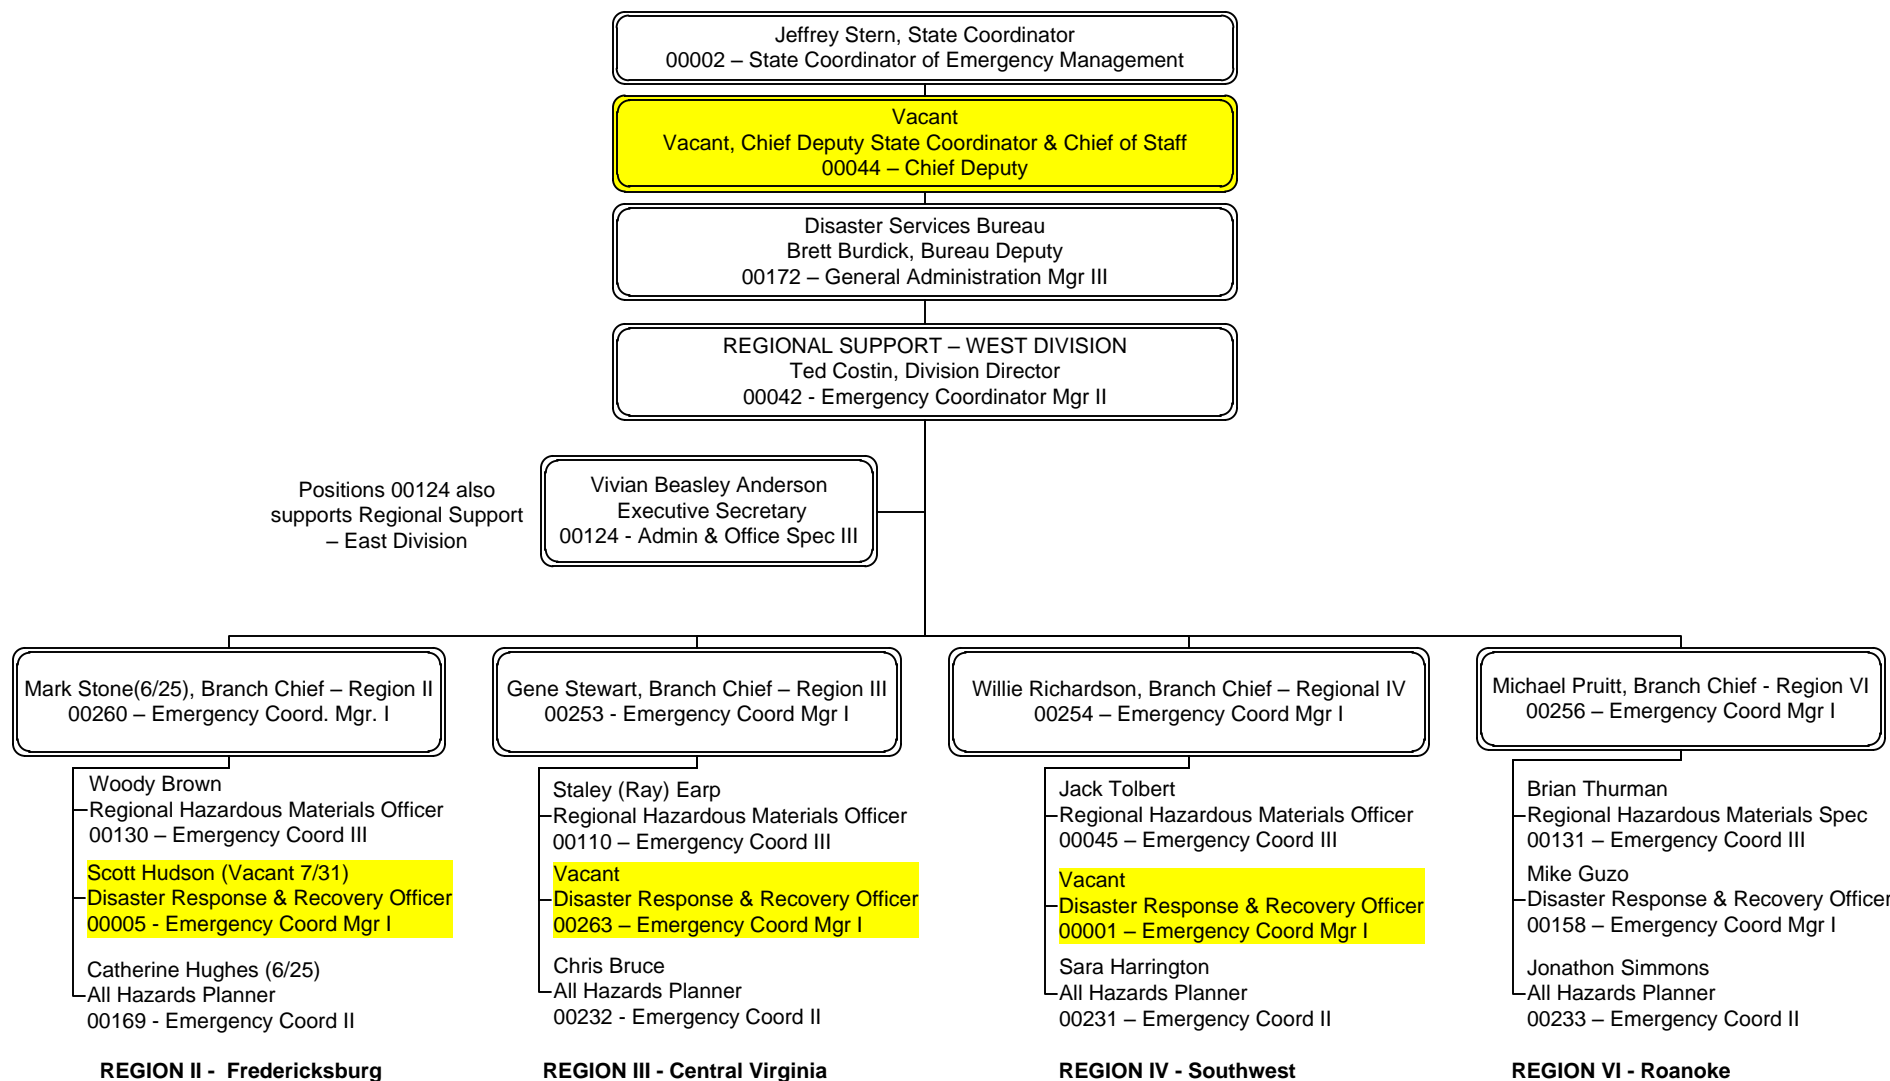 Jeffrey Stern, State Coordinator
00002 – State Coordinator of Emergency Management
Vacant
Vacant, Chief Deputy State Coordinator & Chief of Staff
00044 – Chief Deputy
Disaster Services Bureau
Brett Burdick, Bureau Deputy
00172 – General Administration Mgr III
REGIONAL SUPPORT – WEST DIVISION
Ted Costin, Division Director
00042 - Emergency Coordinator Mgr II
Positions 00124 also
supports Regional Support
– East Division
Vivian Beasley Anderson
Executive Secretary
00124 - Admin & Office Spec III
Mark Stone(6/25), Branch Chief – Region II
00260 – Emergency Coord. Mgr. I
Woody Brown
Regional Hazardous Materials Officer
00130 – Emergency Coord III
Scott Hudson (Vacant 7/31)
Disaster Response & Recovery Officer
00005 - Emergency Coord Mgr I
Catherine Hughes (6/25)
All Hazards Planner
00169 - Emergency Coord II
REGION II -  Fredericksburg
Gene Stewart, Branch Chief – Region III
00253 - Emergency Coord Mgr I
Staley (Ray) Earp
Regional Hazardous Materials Officer
00110 – Emergency Coord III
Vacant
Disaster Response & Recovery Officer
00263 – Emergency Coord Mgr I
Chris Bruce
All Hazards Planner
00232 - Emergency Coord II
REGION III - Central Virginia
Willie Richardson, Branch Chief – Regional IV
00254 – Emergency Coord Mgr I
Jack Tolbert
Regional Hazardous Materials Officer
00045 – Emergency Coord III
Vacant
Disaster Response & Recovery Officer
00001 – Emergency Coord Mgr I
Sara Harrington
All Hazards Planner
00231 – Emergency Coord II
REGION IV - Southwest
Michael Pruitt, Branch Chief - Region VI
00256 – Emergency Coord Mgr I
Brian Thurman
Regional Hazardous Materials Spec
00131 – Emergency Coord III
Mike Guzo
Disaster Response & Recovery Officer
00158 – Emergency Coord Mgr I
Jonathon Simmons
All Hazards Planner
00233 – Emergency Coord II
REGION VI - Roanoke